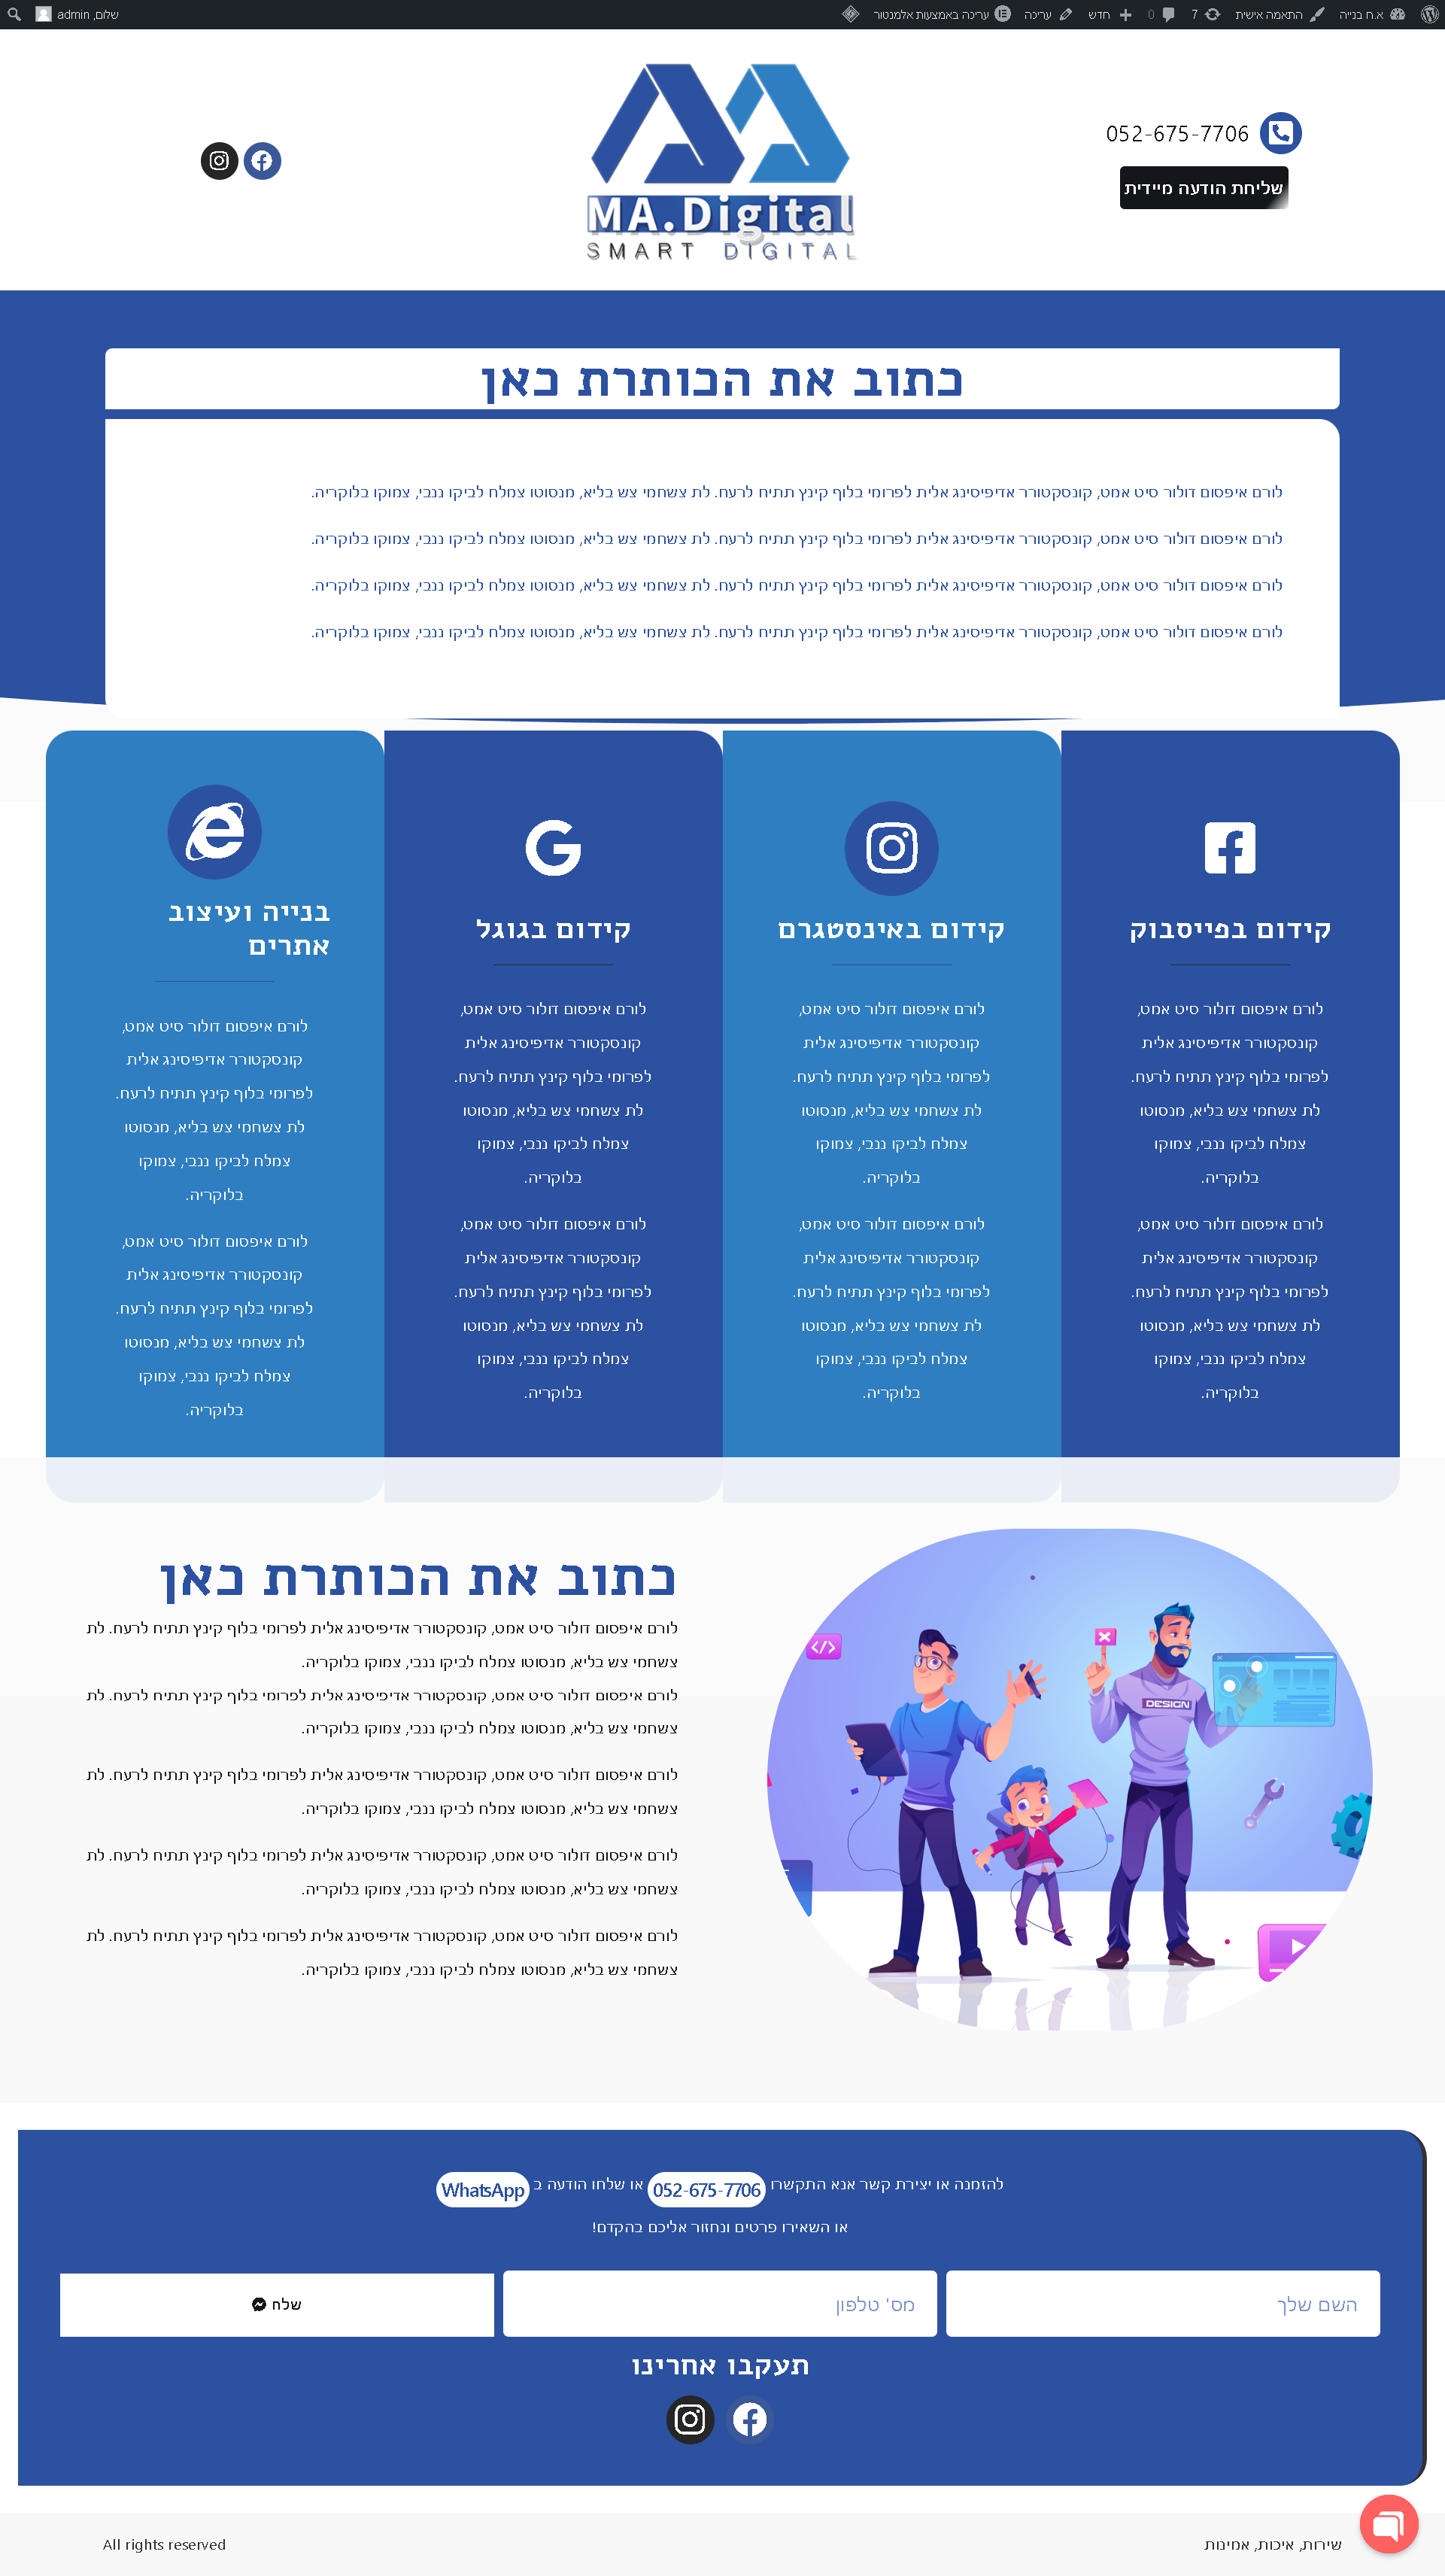 א.ח בנייה
התאמה אישית
7
0
חדש
עריכה
עריכה באמצעות אלמנטור
שלום, admin
052-675-7706
שליחת הודעה מיידית
MA.Digital
SMART DIGITAL
כתוב את הכותרת כאן
לורם איפסום דולור סיט אמט, קונסקטורר אדיפיסינג אלית לפרומי בלוף קינץ תתיח לרעח. לת צשחמי צש בליא, מנסוטו צמלח לביקו ננבי, צמוקו בלוקריה.
לורם איפסום דולור סיט אמט, קונסקטורר אדיפיסינג אלית לפרומי בלוף קינץ תתיח לרעח. לת צשחמי צש בליא, מנסוטו צמלח לביקו ננבי, צמוקו בלוקריה.
לורם איפסום דולור סיט אמט, קונסקטורר אדיפיסינג אלית לפרומי בלוף קינץ תתיח לרעח. לת צשחמי צש בליא, מנסוטו צמלח לביקו ננבי, צמוקו בלוקריה.
לורם איפסום דולור סיט אמט, קונסקטורר אדיפיסינג אלית לפרומי בלוף קינץ תתיח לרעח. לת צשחמי צש בליא, מנסוטו צמלח לביקו ננבי, צמוקו בלוקריה.
קידום בפייסבוק
לורם איפסום דולור סיט אמט,
קונסקטורר אדיפיסינג אלית
לפרומי בלוף קינץ תתיח לרעח.
לת צשחמי צש בליא, מנסוטו
צמלח לביקו ננבי, צמוקו
בלוקריה.
לורם איפסום דולור סיט אמט,
קונסקטורר אדיפיסינג אלית
לפרומי בלוף קינץ תתיח לרעח.
לת צשחמי צש בליא, מנסוטו
צמלח לביקו ננבי, צמוקו
בלוקריה.
קידום באינסטגרם
לורם איפסום דולור סיט אמט,
קונסקטורר אדיפיסינג אלית
לפרומי בלוף קינץ תתיח לרעח.
לת צשחמי צש בליא, מנסוטו
צמלח לביקו ננבי, צמוקו
בלוקריה.
לורם איפסום דולור סיט אמט,
קונסקטורר אדיפיסינג אלית
לפרומי בלוף קינץ תתיח לרעח.
לת צשחמי צש בליא, מנסוטו
צמלח לביקו ננבי, צמוקו
בלוקריה.
קידום בגוגל
לורם איפסום דולור סיט אמט,
קונסקטורר אדיפיסינג אלית
לפרומי בלוף קינץ תתיח לרעח.
לת צשחמי צש בליא, מנסוטו
צמלח לביקו ננבי, צמוקו
בלוקריה.
לורם איפסום דולור סיט אמט,
קונסקטורר אדיפיסינג אלית
לפרומי בלוף קינץ תתיח לרעח.
לת צשחמי צש בליא, מנסוטו
צמלח לביקו ננבי, צמוקו
בלוקריה.
בנייה ועיצוב
אתרים
לורם איפסום דולור סיט אמט,
קונסקטורר אדיפיסינג אלית
לפרומי בלוף קינץ תתיח לרעח.
לת צשחמי צש בליא, מנסוטו
צמלח לביקו ננבי, צמוקו
בלוקריה.
לורם איפסום דולור סיט אמט,
קונסקטורר אדיפיסינג אלית
לפרומי בלוף קינץ תתיח לרעח.
לת צשחמי צש בליא, מנסוטו
צמלח לביקו ננבי, צמוקו
בלוקריה.
DESIGN
כתוב את הכותרת כאן
לורם איפסום דולור סיט אמט, קונסקטורר אדיפיסינג אלית לפרומי בלוף קינץ תתיח לרעח. לת
צשחמי צש בליא, מנסוטו צמלח לביקו ננבי, צמוקו בלוקריה.
לורם איפסום דולור סיט אמט, קונסקטורר אדיפיסינג אלית לפרומי בלוף קינץ תתיח לרעח. לת
צשחמי צש בליא, מנסוטו צמלח לביקו ננבי, צמוקו בלוקריה.
לורם איפסום דולור סיט אמט, קונסקטורר אדיפיסינג אלית לפרומי בלוף קינץ תתיח לרעח. לת
צשחמי צש בליא, מנסוטו צמלח לביקו ננבי, צמוקו בלוקריה.
לורם איפסום דולור סיט אמט, קונסקטורר אדיפיסינג אלית לפרומי בלוף קינץ תתיח לרעח. לת
צשחמי צש בליא, מנסוטו צמלח לביקו ננבי, צמוקו בלוקריה.
לורם איפסום דולור סיט אמט, קונסקטורר אדיפיסינג אלית לפרומי בלוף קינץ תתיח לרעח. לת
צשחמי צש בליא, מנסוטו צמלח לביקו ננבי, צמוקו בלוקריה.
להזמנה או יצירת קשר אנא התקשרו 052-675-7706 או שלחו הודעה ב WhatsApp
או השאירו פרטים ונחזור אליכם בהקדם!
השם שלך
מס' טלפון
שלח
תעקבו אחרינו
שירות, איכות, אמינות
All rights reserved